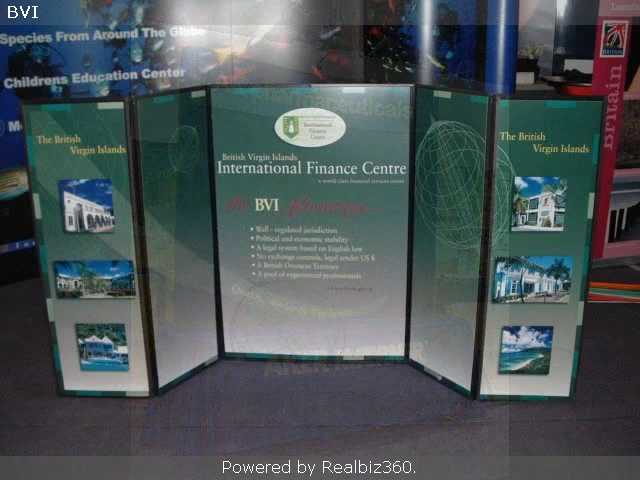 BVI
Species From Around The Globe
Childrens Education Center
BRITAIN
Britain
The British
Virgin Islands
International
Finance
Centre
British Virgin Islands
International Finance Centre
a world-class financial services centre
The BVI Advantage...
• Well - regulated jurisdiction
• Political and economic stability
• A legal system based on English law
• No exchange controls, legal tender US $
• A British Overseas Territory
• A pool of experienced professionals
The British
Virgin Islands
Powered by Realbiz360.